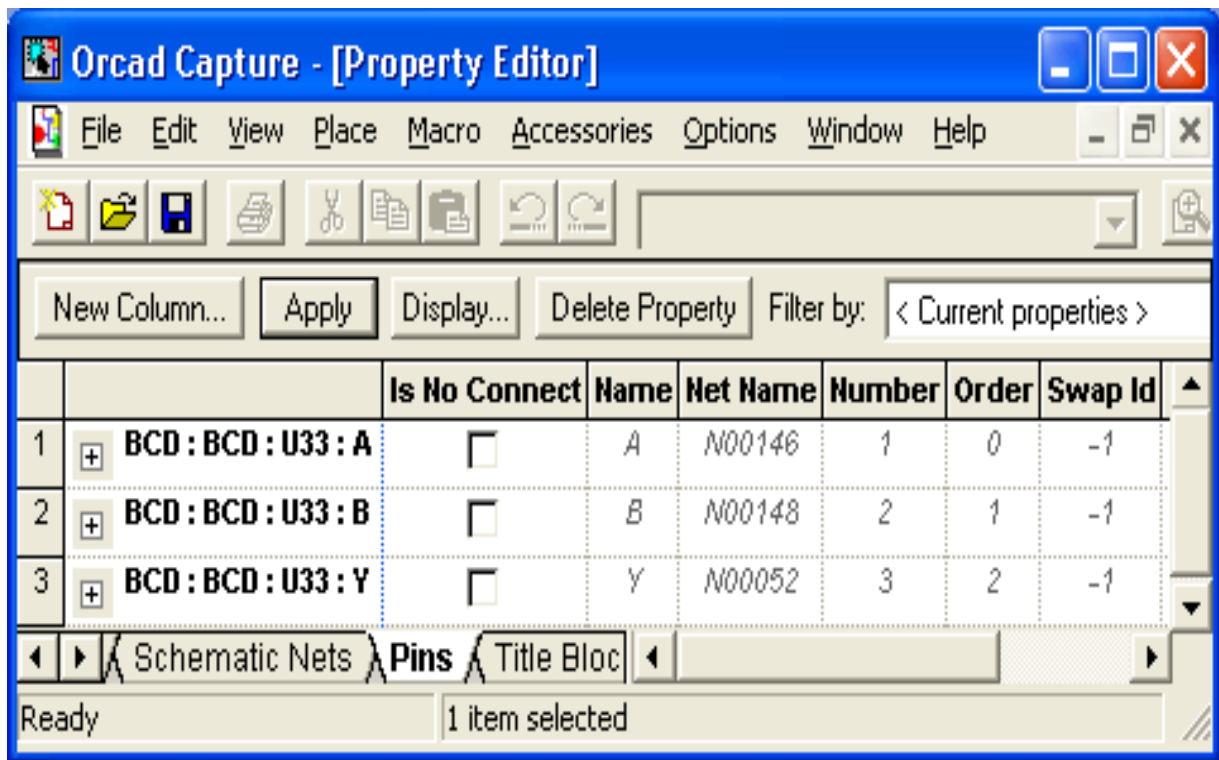 Orcad Capture - [Property Editor]
File Edit View Place Macro Accessories Options Window Help
New Column... Apply Display... Delete Property Filter by: < Current properties >
Is No Connect Name Net Name Number Order Swap Id
1 BCD : BCD : U33 : A A N00146 1 0 -1
2 BCD : BCD : U33 : B B N00148 2 1 -1
3 BCD : BCD : U33 : Y Y N00052 3 2 -1
Schematic Nets Pins Title Bloc
Ready 1 item selected